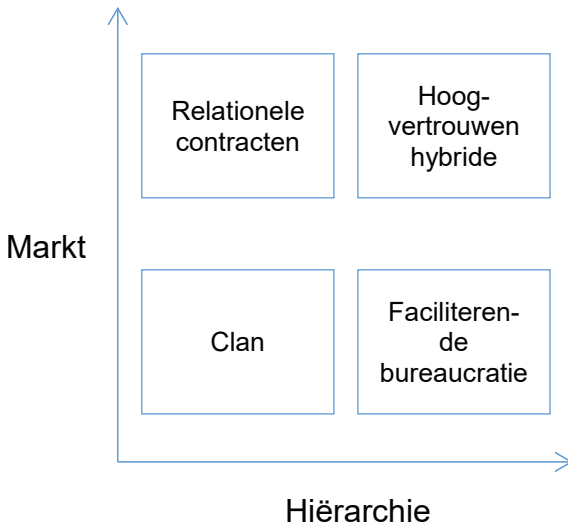 Relationele
contracten
Hoog-
vertrouwen
hybride
Markt
Clan
Faciliteren-
de
bureaucratie
Hiërarchie